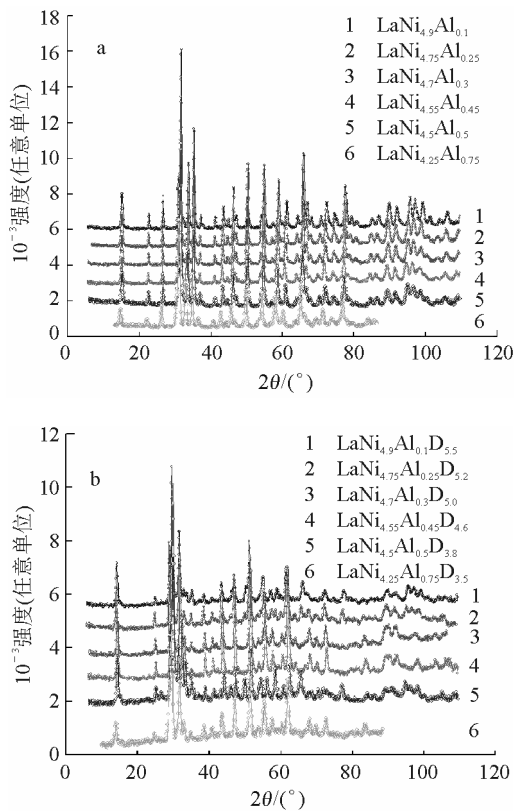 a
18
16
14
12
10
8
6
4
2
0
10⁻³强度(任意单位)
1 LaNi₄.₉Al₀.₁
2 LaNi₄.₇₅Al₀.₂₅
3 LaNi₄.₇Al₀.₃
4 LaNi₄.₅₅Al₀.₄₅
5 LaNi₄.₅Al₀.₅
6 LaNi₄.₂₅Al₀.₇₅
1
2
3
4
5
6
0 20 40 60 80 100 120
2θ/(°)
b
12
10
8
6
4
2
0
10⁻³强度(任意单位)
1 LaNi₄.₉Al₀.₁D₅.₅
2 LaNi₄.₇₅Al₀.₂₅D₅.₂
3 LaNi₄.₇Al₀.₃D₅.₀
4 LaNi₄.₅₅Al₀.₄₅D₄.₆
5 LaNi₄.₅Al₀.₅D₃.₈
6 LaNi₄.₂₅Al₀.₇₅D₃.₅
1
2
3
4
5
6
0 20 40 60 80 100 120
2θ/(°)